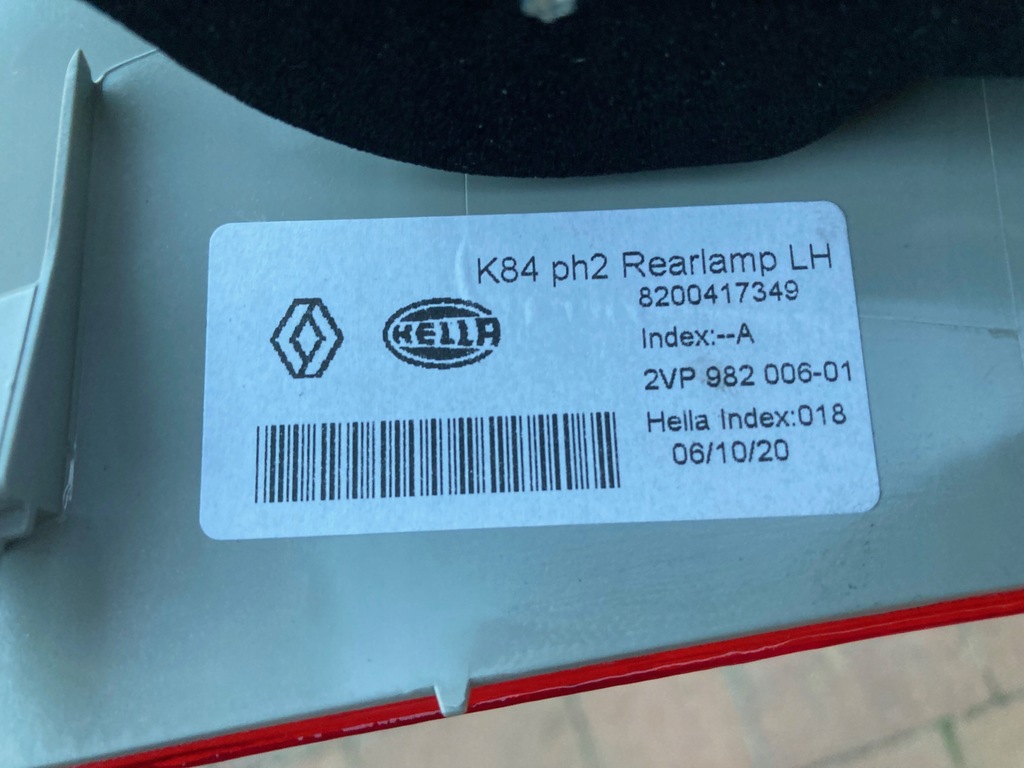 K84 ph2 Rearlamp LH
8200417349
HELLA
Index:--A
2VP 982 006-01
Hella Index:018
06/10/20